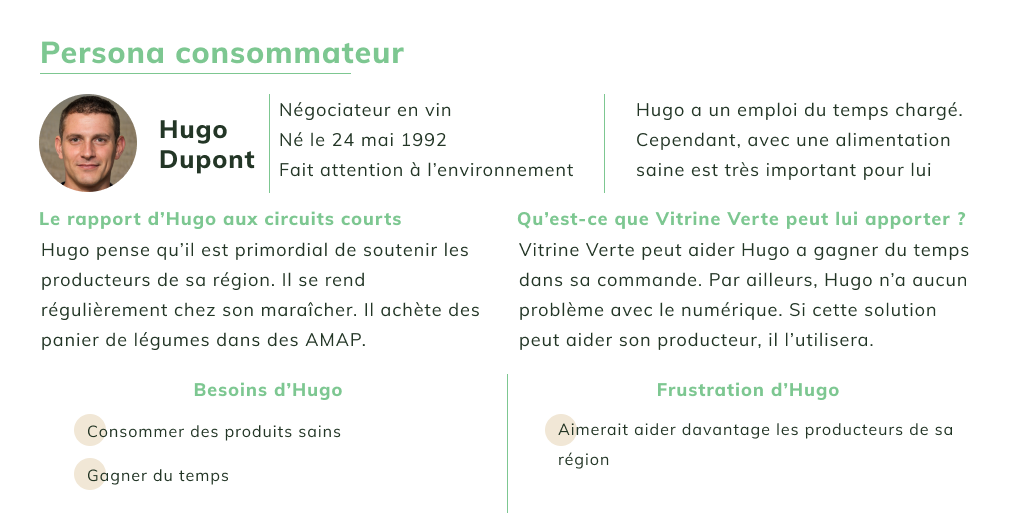 Persona consommateur
Hugo
Dupont
Négociateur en vin
Né le 24 mai 1992
Fait attention à l’environnement
Hugo a un emploi du temps chargé.
Cependant, avec une alimentation
saine est très important pour lui
Le rapport d’Hugo aux circuits courts
Hugo pense qu’il est primordial de soutenir les
producteurs de sa région. Il se rend
régulièrement chez son maraîcher. Il achète des
panier de légumes dans des AMAP.
Qu’est-ce que Vitrine Verte peut lui apporter ?
Vitrine Verte peut aider Hugo a gagner du temps
dans sa commande. Par ailleurs, Hugo n’a aucun
problème avec le numérique. Si cette solution
peut aider son producteur, il l’utilisera.
Besoins d’Hugo
Consommer des produits sains
Gagner du temps
Frustration d’Hugo
Aimerait aider davantage les producteurs de sa
région